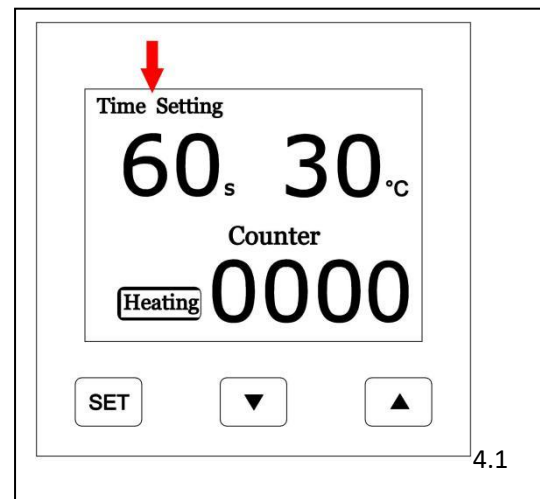 Time Setting
60s 30°C
Counter
Heating 0000
SET ▼ ▲
4.1